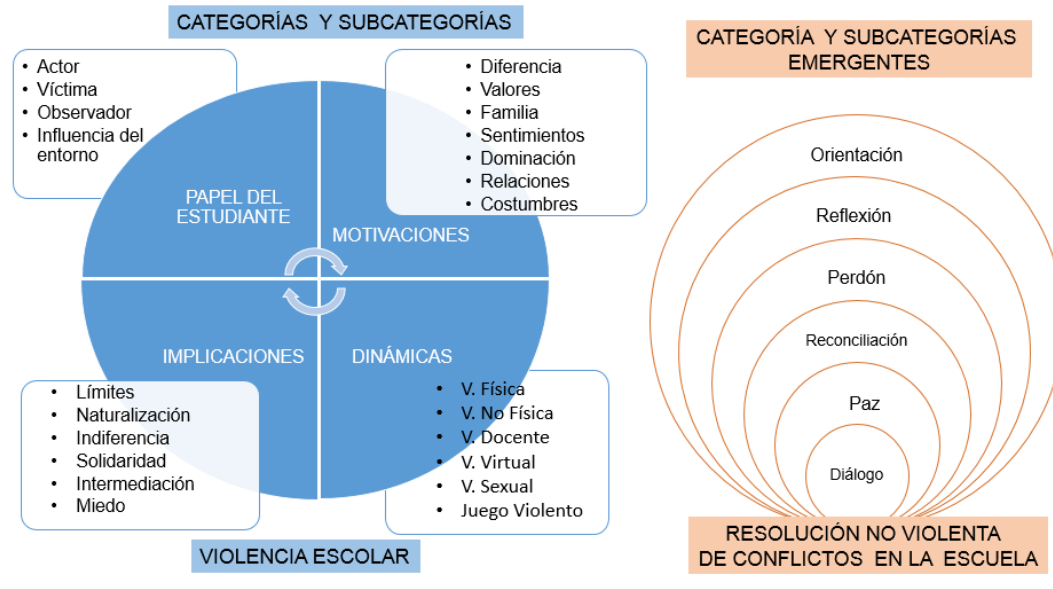 CATEGORÍAS Y SUBCATEGORÍAS
• Actor
• Víctima
• Observador
• Influencia del
entorno
• Diferencia
• Valores
• Familia
• Sentimientos
• Dominación
• Relaciones
• Costumbres
PAPEL DEL
ESTUDIANTE
MOTIVACIONES
IMPLICACIONES
DINÁMICAS
• Límites
• Naturalización
• Indiferencia
• Solidaridad
• Intermediación
• Miedo
• V. Física
• V. No Física
• V. Docente
• V. Virtual
• V. Sexual
• Juego Violento
VIOLENCIA ESCOLAR
CATEGORÍA Y SUBCATEGORÍAS
EMERGENTES
Orientación
Reflexión
Perdón
Reconciliación
Paz
Diálogo
RESOLUCIÓN NO VIOLENTA
DE CONFLICTOS EN LA ESCUELA